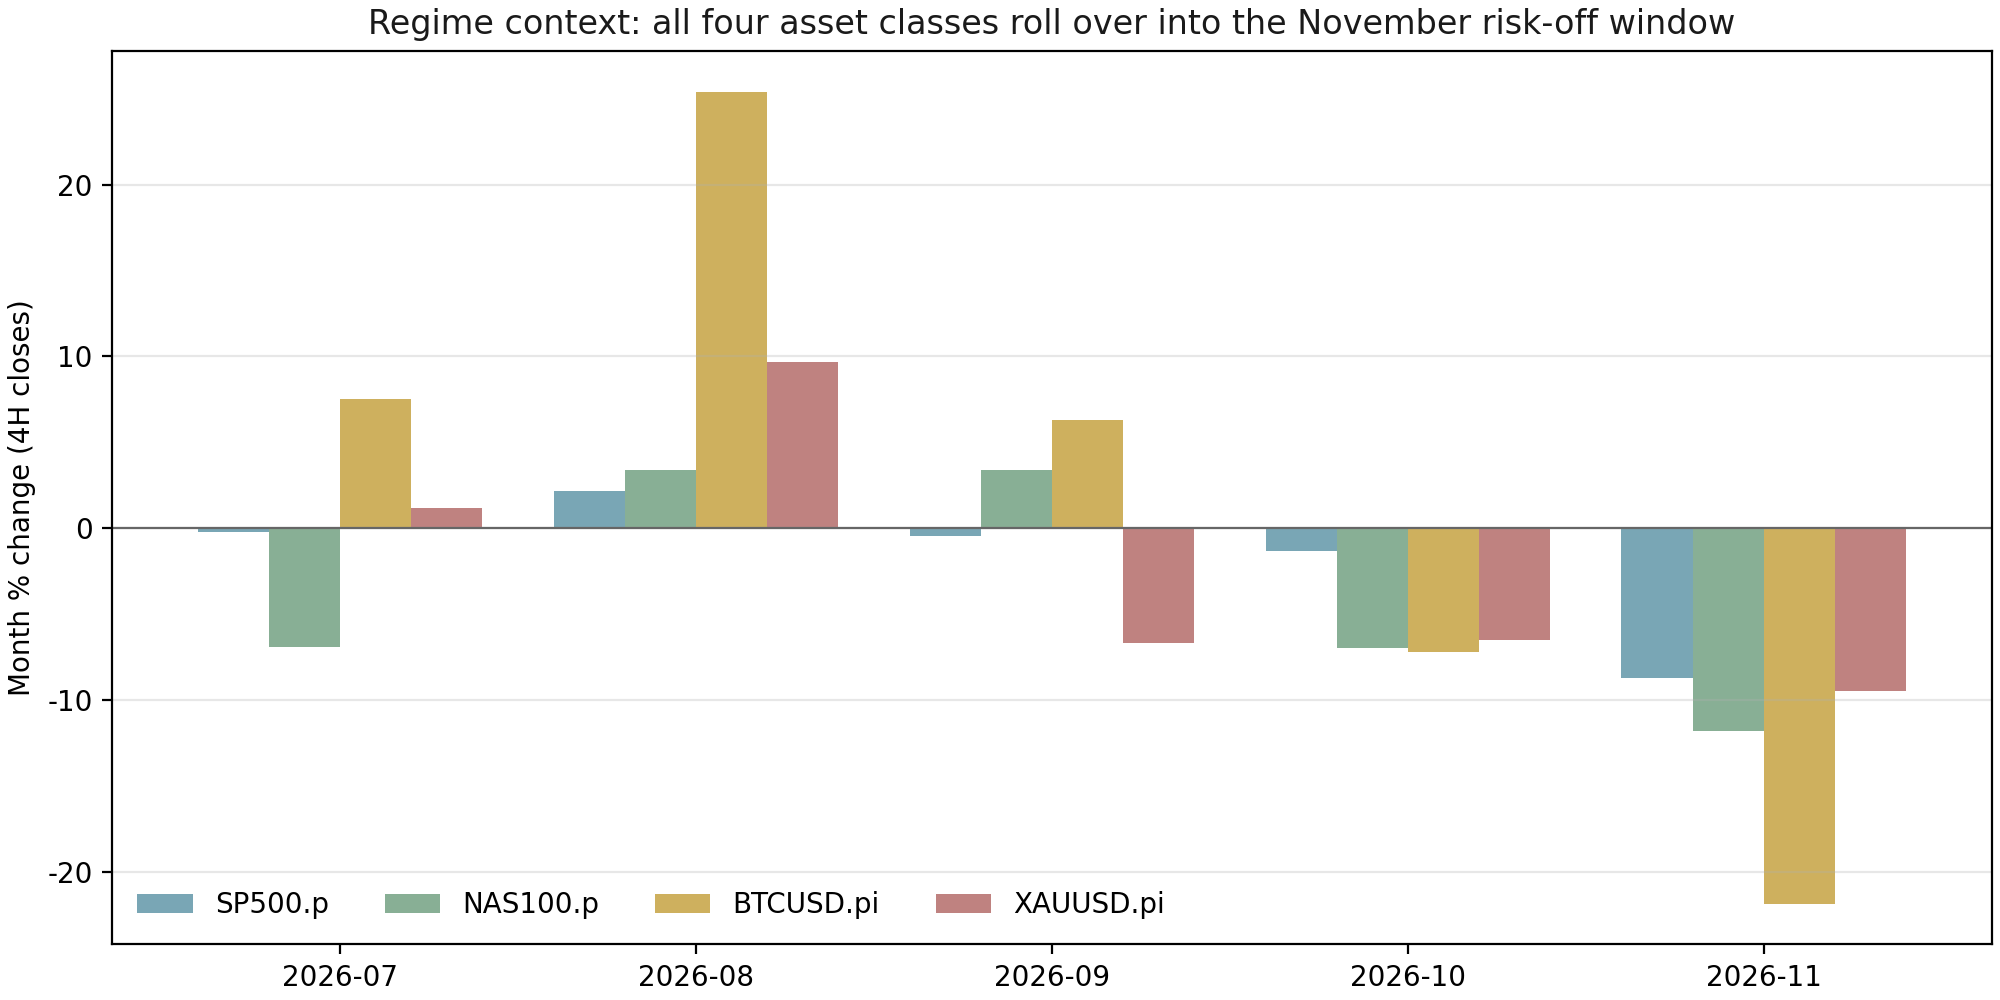 Regime context: all four asset classes roll over into the November risk-off window
Month % change (4H closes)
20
10
0
-10
-20
SP500.p NAS100.p BTCUSD.pi XAUUSD.pi
2026-07 2026-08 2026-09 2026-10 2026-11